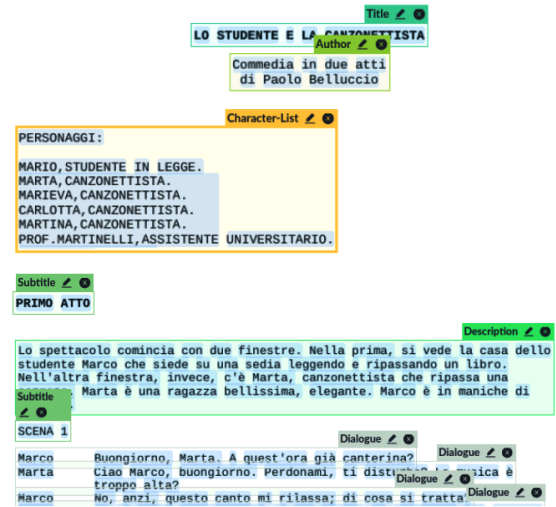 Title
LO STUDENTE E LA CANZONETTISTA
Author
Commedia in due atti
di Paolo Belluccio
Character-List
PERSONAGGI:
MARIO,STUDENTE IN LEGGE.
MARTA,CANZONETTISTA.
MARIEVA,CANZONETTISTA.
CARLOTTA,CANZONETTISTA.
MARTINA,CANZONETTISTA.
PROF.MARTINELLI,ASSISTENTE UNIVERSITARIO.
Subtitle
PRIMO ATTO
Description
Lo spettacolo comincia con due finestre. Nella prima, si vede la casa dello
studente Marco che siede su una sedia leggendo e ripassando un libro.
Nell'altra finestra, invece, c'è Marta, canzonettista che ripassa una
Marta è una ragazza bellissima, elegante. Marco è in maniche di
Subtitle
SCENA 1
Dialogue
Marco Buongiorno, Marta. A quest'ora già canterina?
Dialogue
Marta Ciao Marco, buongiorno. Perdonami, ti musica è
troppo alta?
Dialogue
Marco No, anzi, questo canto mi rilassa; di cosa si tratta
Dialogue